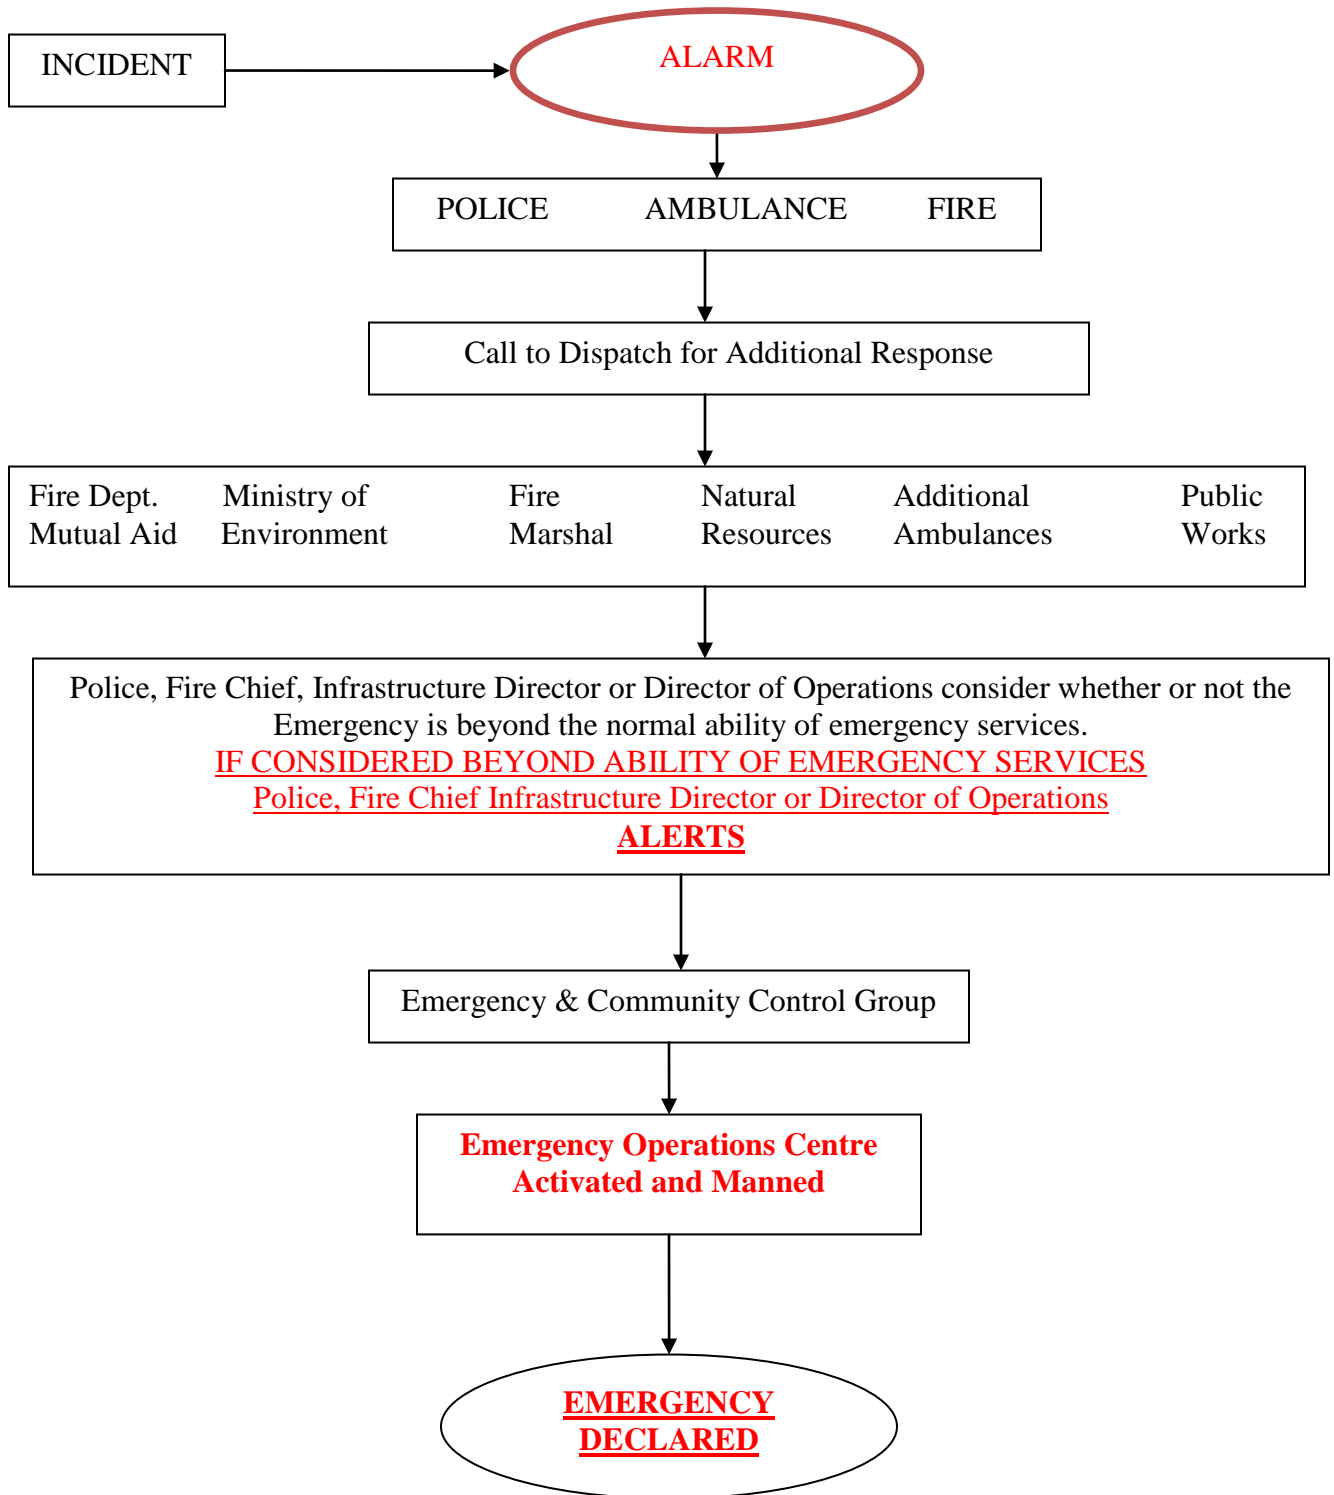 INCIDENT
ALARM
POLICE AMBULANCE FIRE
Call to Dispatch for Additional Response
Fire Dept. Ministry of Fire Natural Additional Public
Mutual Aid Environment Marshal Resources Ambulances Works
Police, Fire Chief, Infrastructure Director or Director of Operations consider whether or not the
Emergency is beyond the normal ability of emergency services.
IF CONSIDERED BEYOND ABILITY OF EMERGENCY SERVICES
Police, Fire Chief Infrastructure Director or Director of Operations
ALERTS
Emergency & Community Control Group
Emergency Operations Centre
Activated and Manned
EMERGENCY
DECLARED